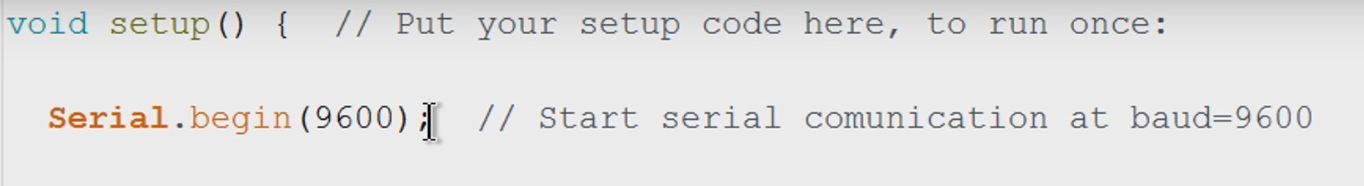 void setup() {  // Put your setup code here, to run once:
Serial.begin(9600);  // Start serial comunication at baud=9600